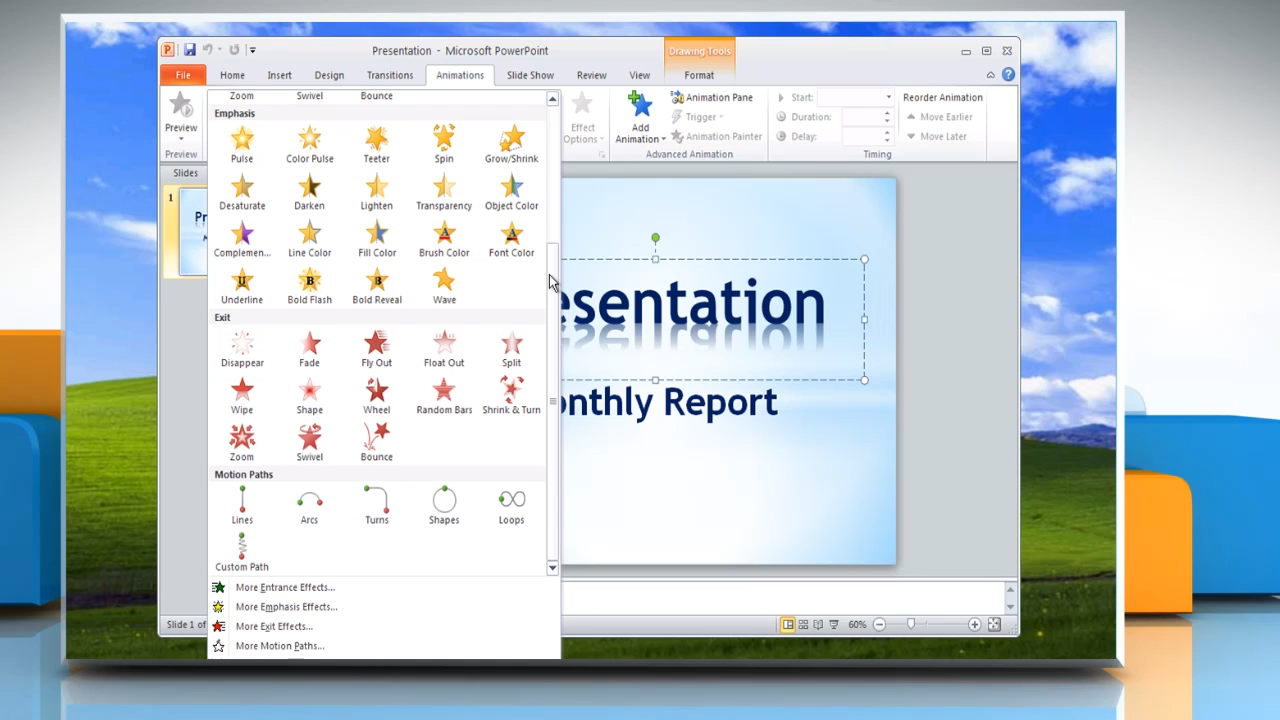 Presentation - Microsoft PowerPoint
Drawing Tools
File Home Insert Design Transitions Animations Slide Show Review View Format
Preview
Preview
Zoom Swivel Bounce
Emphasis
Pulse Color Pulse Teeter Spin Grow/Shrink
Desaturate Darken Lighten Transparency Object Color
Complemen... Line Color Fill Color Brush Color Font Color
Underline Bold Flash Bold Reveal Wave
Exit
Disappear Fade Fly Out Float Out Split
Wipe Shape Wheel Random Bars Shrink & Turn
Zoom Swivel Bounce
Motion Paths
Lines Arcs Turns Shapes Loops
Custom Path
More Entrance Effects...
More Emphasis Effects...
More Exit Effects...
More Motion Paths...
Effect
Options
Add
Animation
Animation Pane
Trigger
Animation Painter
Advanced Animation
Start:
Duration:
Delay:
Timing
Reorder Animation
Move Earlier
Move Later
Slides
1
Pr
esentation
onthly Report
Slide 1 of
60%